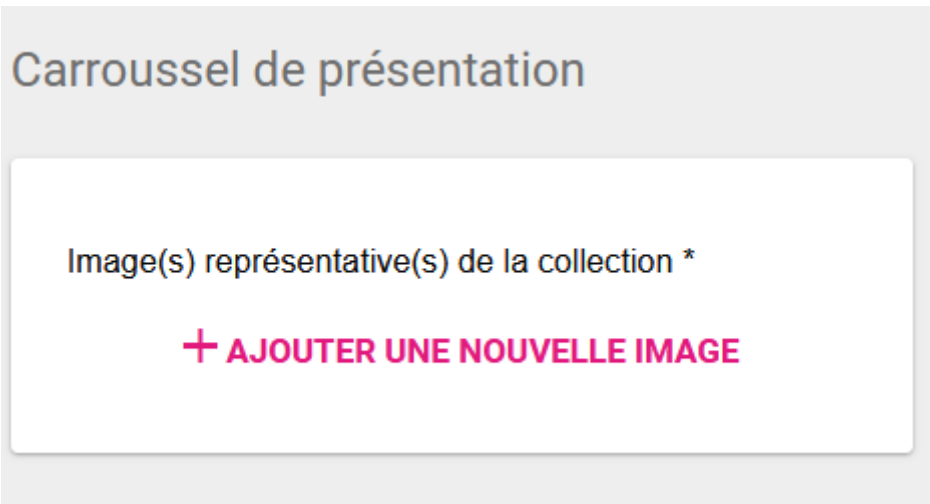 Carroussel de présentation
Image(s) représentative(s) de la collection *
+ AJOUTER UNE NOUVELLE IMAGE